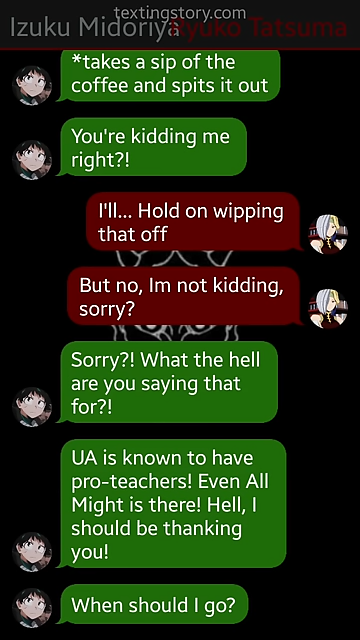 textingstory.com
Izuku Midoriya Ryuko Tatsuma
*takes a sip of the
coffee and spits it out
You're kidding me
right?!
I'll... Hold on wipping
that off
But no, Im not kidding,
sorry?
Sorry?! What the hell
are you saying that
for?!
UA is known to have
pro-teachers! Even All
Might is there! Hell, I
should be thanking
you!
When should I go?